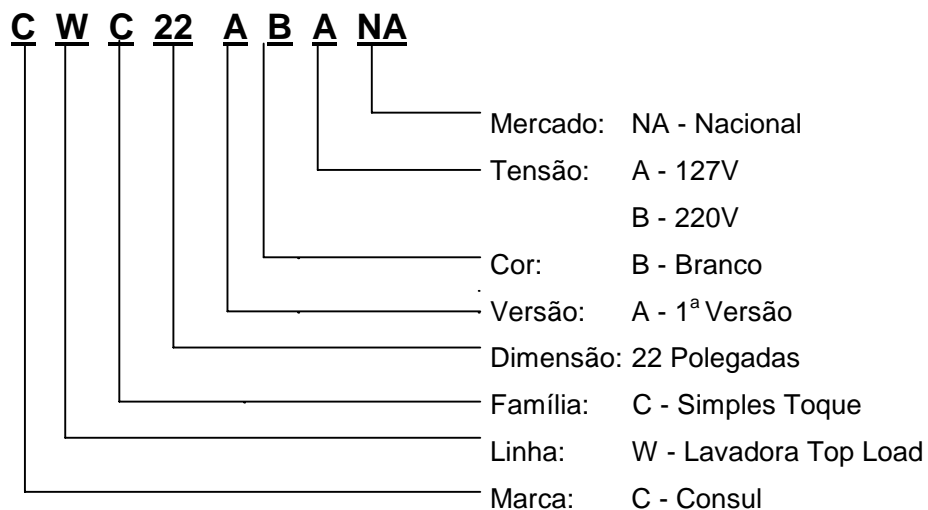 C W C 22 A B A NA
Mercado: NA - Nacional
Tensão: A - 127V
B - 220V
Cor: B - Branco
Versão: A - 1ª Versão
Dimensão: 22 Polegadas
Família: C - Simples Toque
Linha: W - Lavadora Top Load
Marca: C - Consul